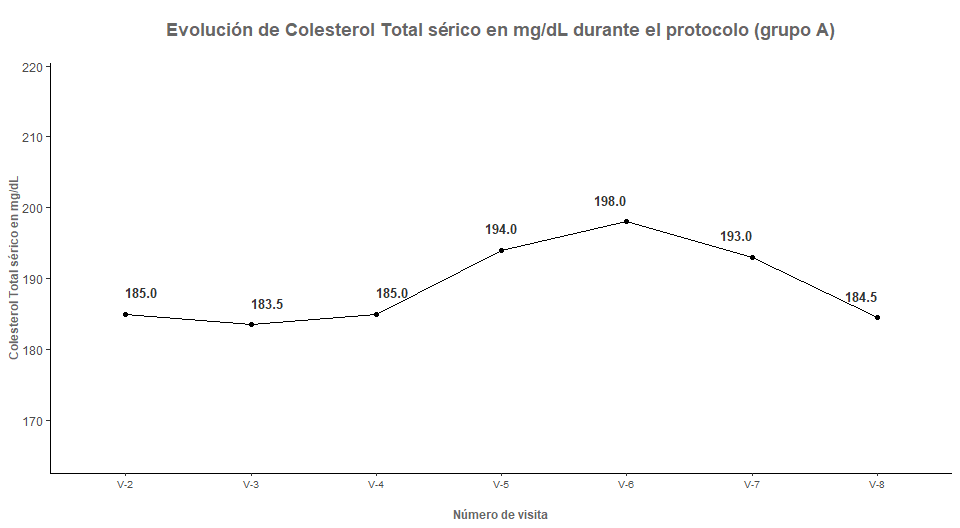 Evolución de Colesterol Total sérico en mg/dL durante el protocolo (grupo A)
Colesterol Total sérico en mg/dL
220
210
200
190
180
170
185.0
183.5
185.0
194.0
198.0
193.0
184.5
V-2
V-3
V-4
V-5
V-6
V-7
V-8
Número de visita